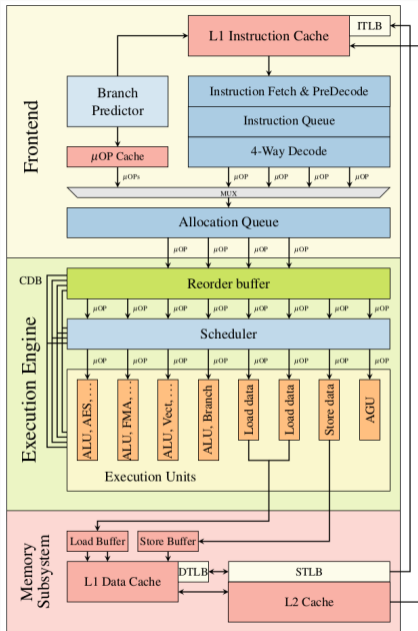 ITLB
L1 Instruction Cache
Frontend
Branch
Predictor
Instruction Fetch & PreDecode
Instruction Queue
4-Way Decode
μOP Cache
μOPs
μOP
μOP
μOP
μOP
MUX
Allocation Queue
μOP
μOP
μOP
μOP
Execution Engine
CDB
Reorder buffer
μOP
μOP
μOP
μOP
μOP
μOP
μOP
μOP
Scheduler
μOP
μOP
μOP
μOP
μOP
μOP
μOP
μOP
ALU, AES, . . .
ALU, FMA, . . .
ALU, Vect, . . .
ALU, Branch
Load data
Load data
Store data
AGU
Execution Units
Memory
Subsystem
Load Buffer
Store Buffer
L1 Data Cache
DTLB
STLB
L2 Cache